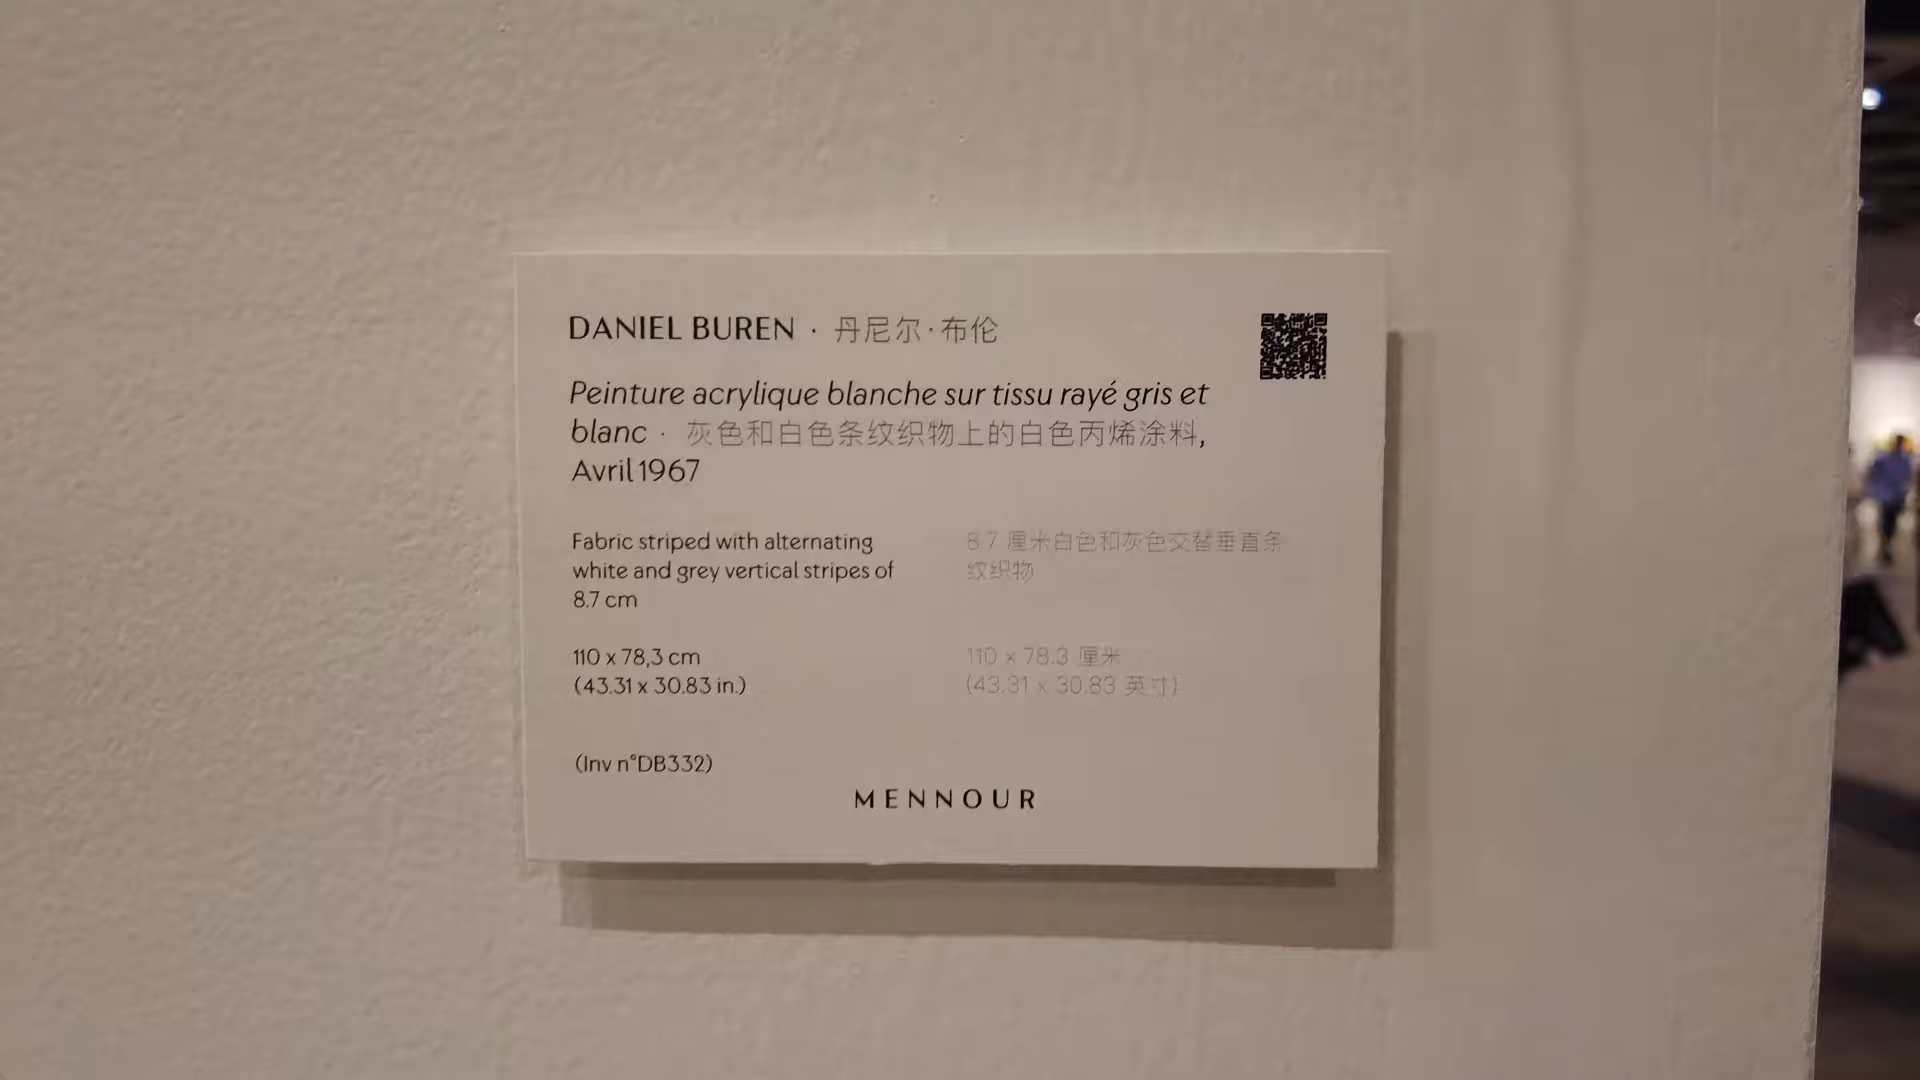 DANIEL BUREN · 丹尼尔·布伦
Peinture acrylique blanche sur tissu rayé gris et
blanc · 灰色和白色条纹织物上的白色丙烯涂料,
Avril 1967
Fabric striped with alternating
white and grey vertical stripes of
8.7 cm
8.7 厘米白色和灰色交替垂直条
纹织物
110 x 78,3 cm
(43.31 x 30.83 in.)
110 x 78.3 厘米
(43.31 x 30.83 英寸)
(Inv n°DB332)
MENNOUR